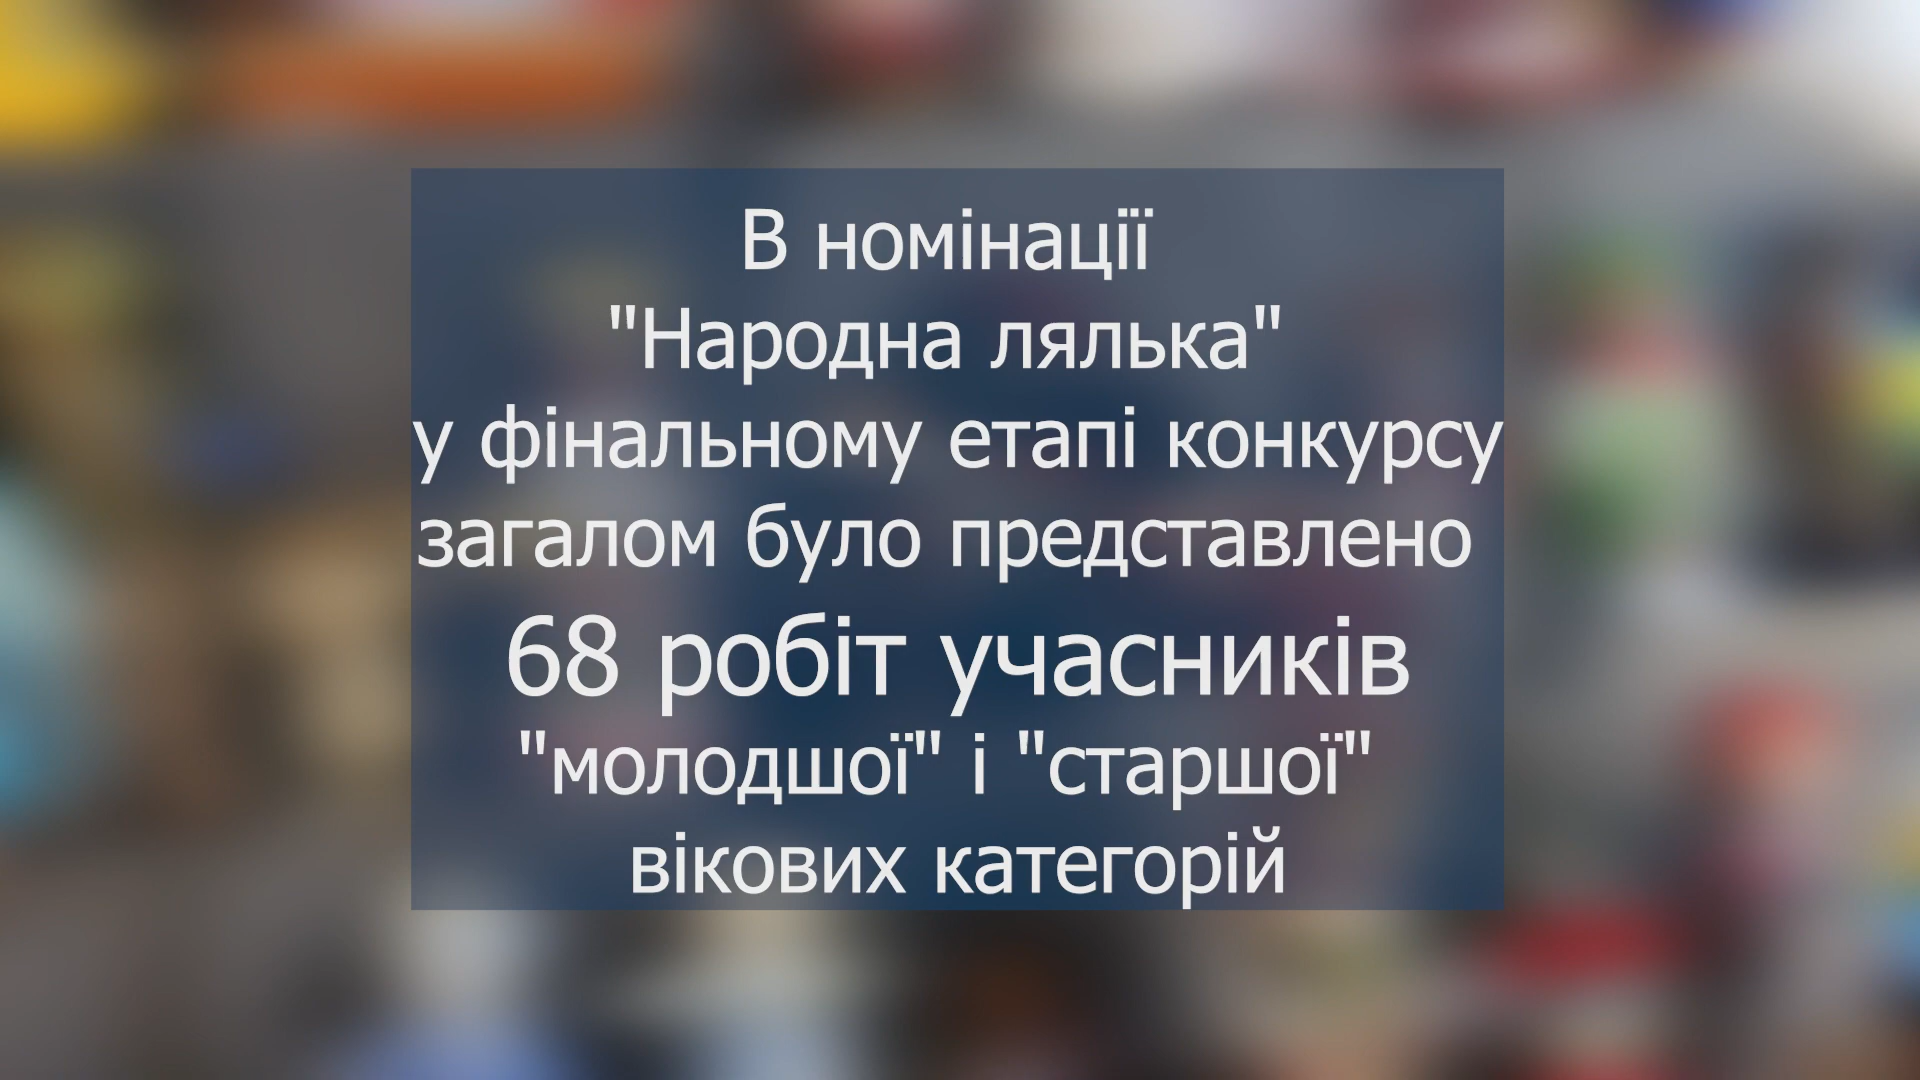 В номінації
"Народна лялька"
у фінальному етапі конкурсу
загалом було представлено
68 робіт учасників
"молодшої" і "старшої"
вікових категорій